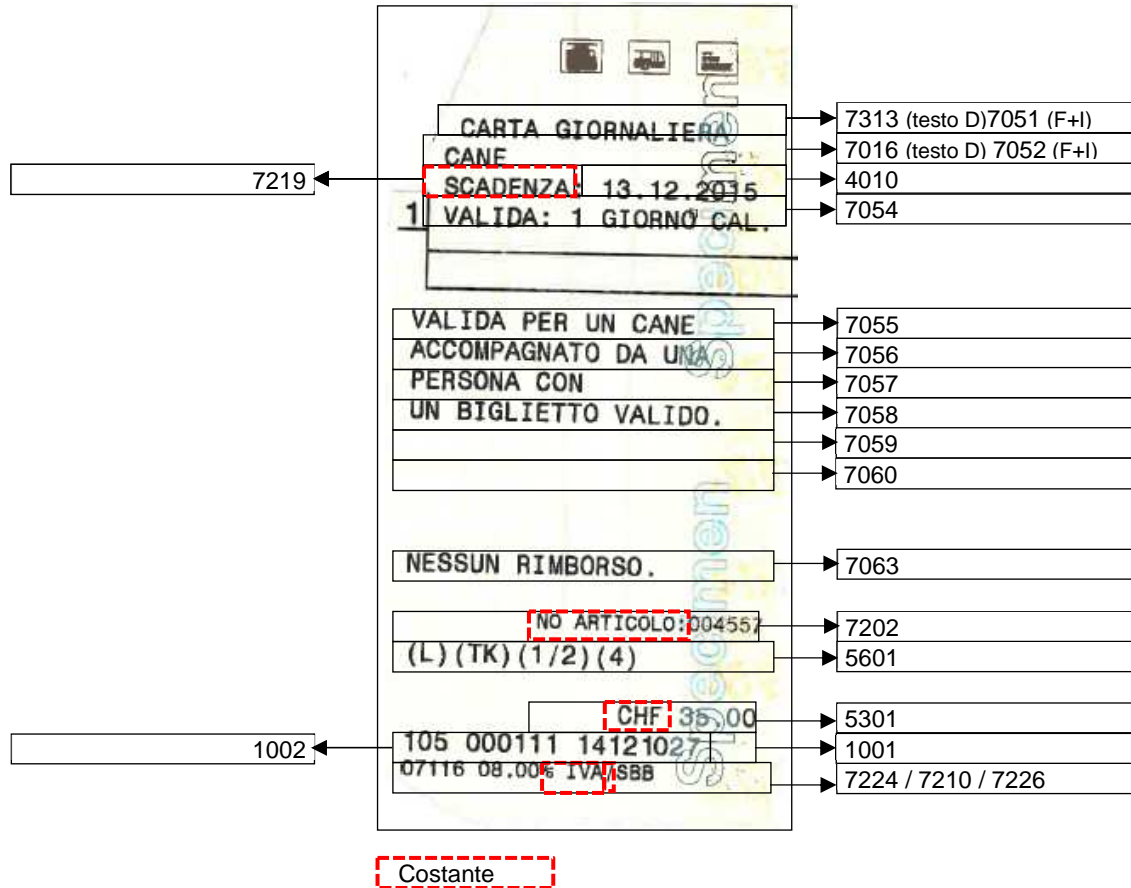 CARTA GIORNALIERA 7313 (testo D)7051 (F+I)
CANE 7016 (testo D) 7052 (F+I)
7219 SCADENZA: 13.12.2015 4010
1 VALIDA: 1 GIORNO CAL. 7054
VALIDA PER UN CANE 7055
ACCOMPAGNATO DA UNA 7056
PERSONA CON 7057
UN BIGLIETTO VALIDO. 7058
7059
7060
NESSUN RIMBORSO. 7063
NO ARTICOLO:004557 7202
(L)(TK)(1/2)(4) 5601
CHF 35,00 5301
1002 105 000111 14121027 1001
07116 08.00% IVA/SBB 7224 / 7210 / 7226
Specimen
Specimen
Costante